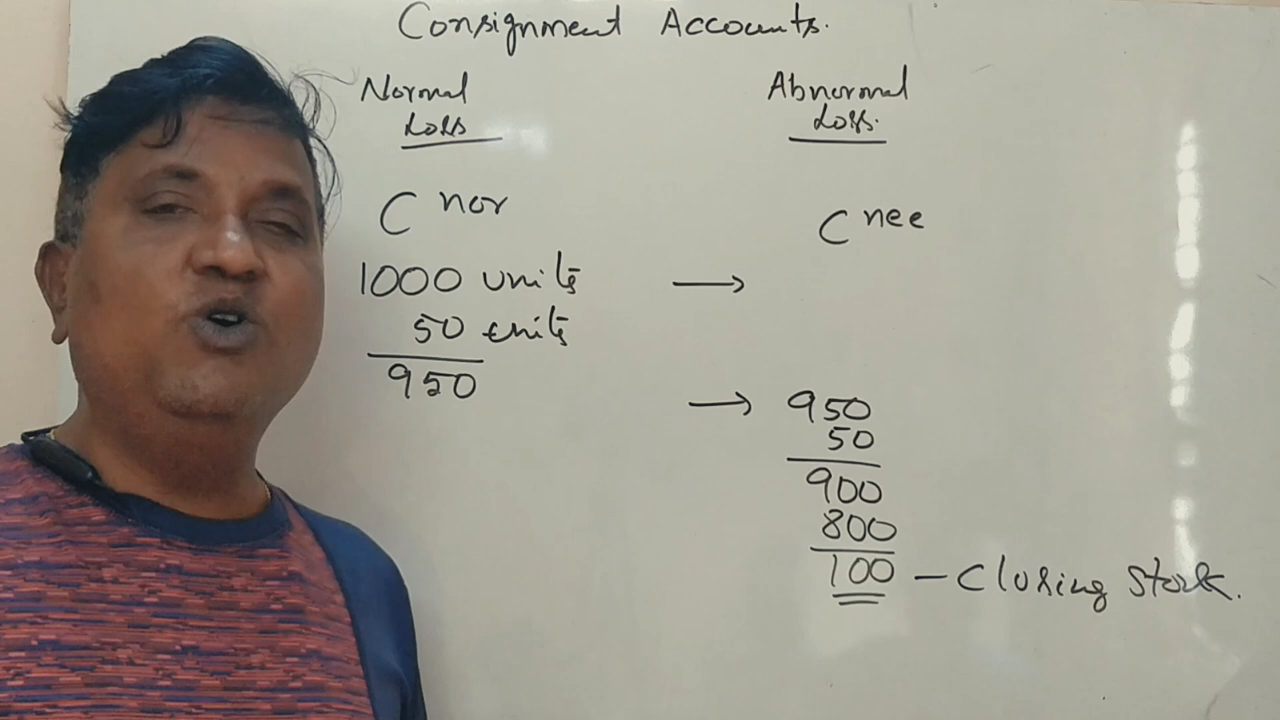 Consignment Accounts.
Normal
Loss
Abnormal
Loss.
C nor
C nee
1000 units →
50 units
950
→ 950
50
900
800
100 – Closing Stock.